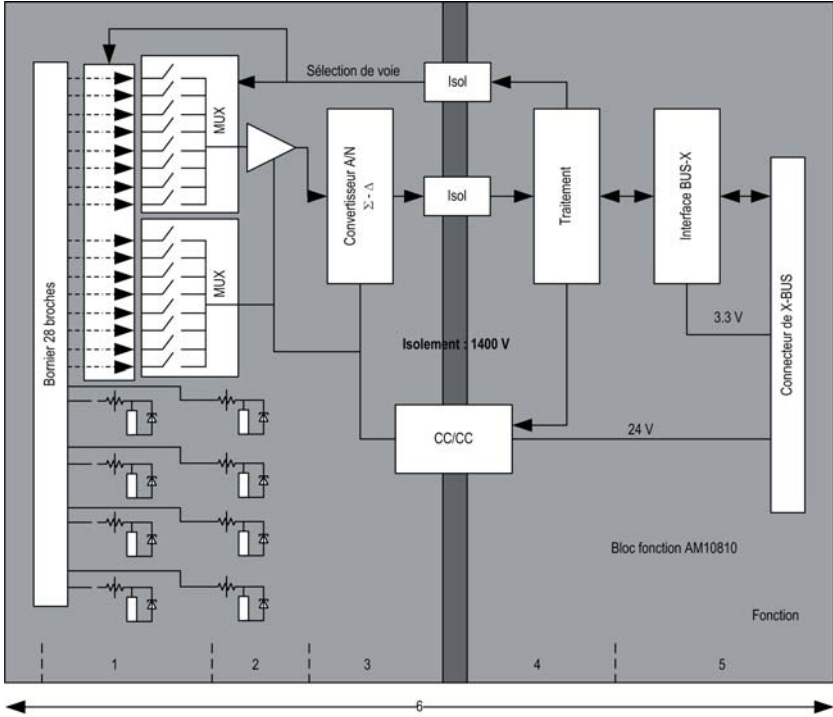 Sélection de voie
Isol
MUX
Convertisseur A/N
Σ - Δ
Isol
Traitement
Interface BUS-X
Connecteur de X-BUS
Bornier 28 broches
MUX
3.3 V
Isolement : 1400 V
CC/CC
24 V
Bloc fonction AM10810
Fonction
1
2
3
4
5
6